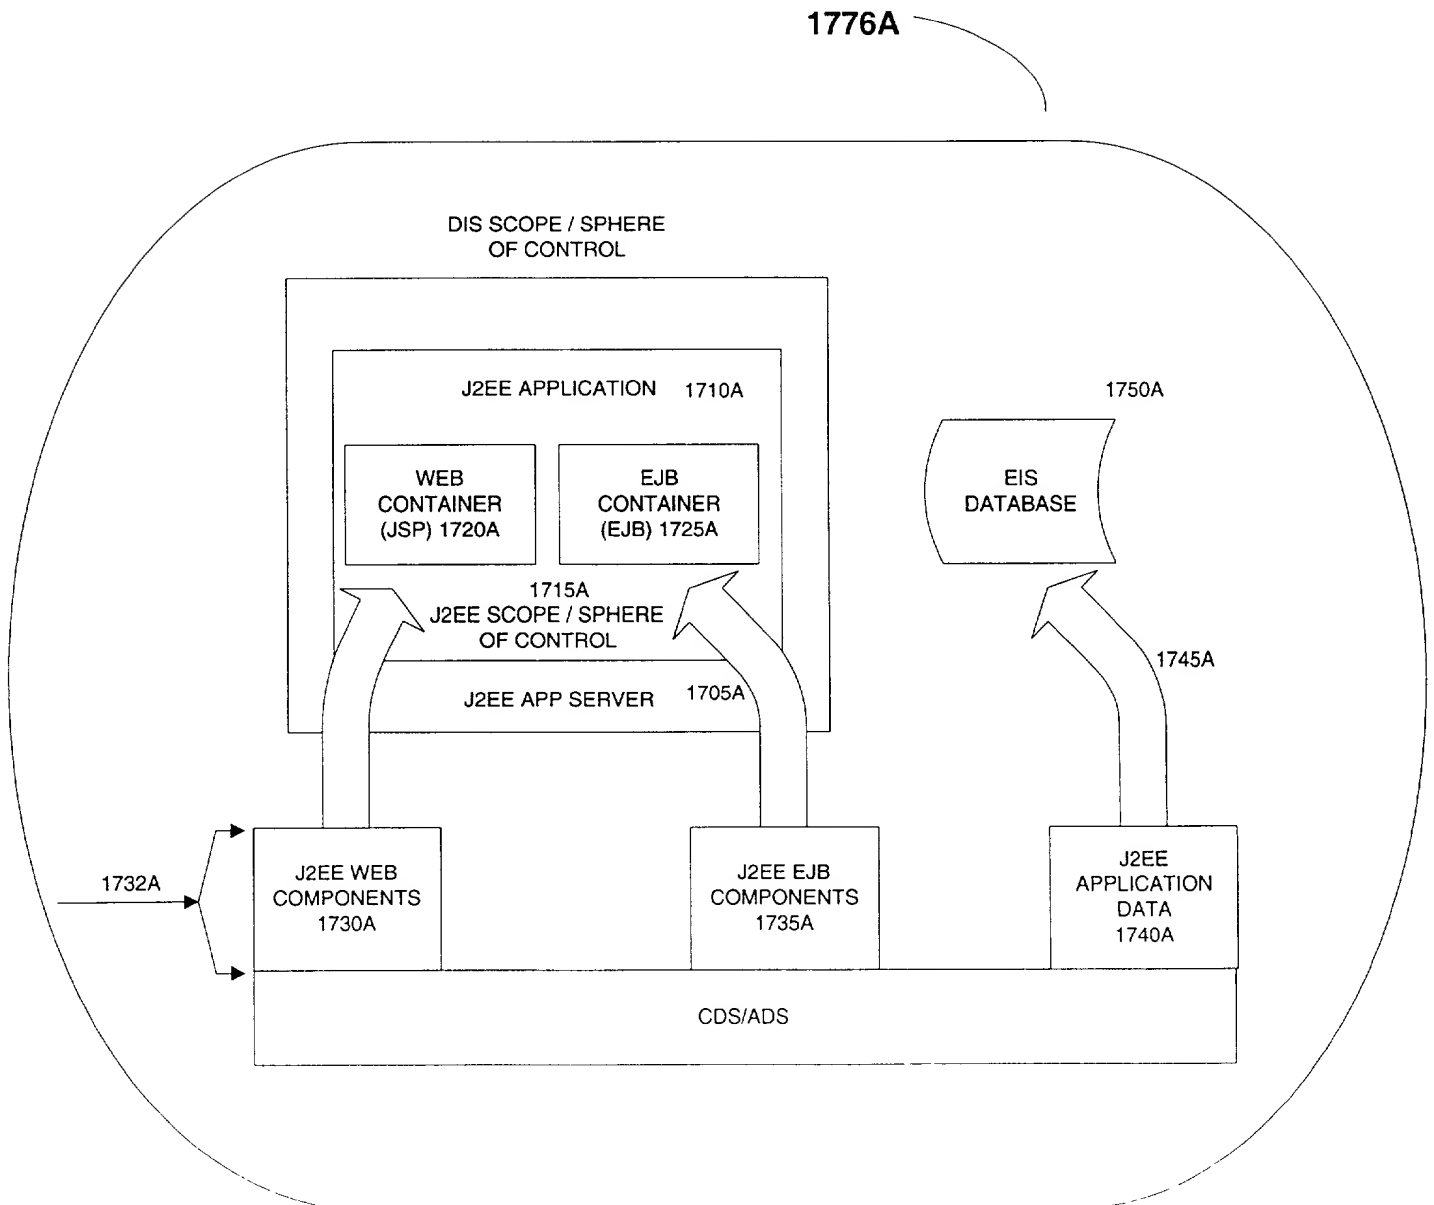 1776A
DIS SCOPE / SPHERE
OF CONTROL
J2EE APPLICATION 1710A
1750A
WEB
CONTAINER
(JSP) 1720A
EJB
CONTAINER
(EJB) 1725A
EIS
DATABASE
1715A
J2EE SCOPE / SPHERE
OF CONTROL
1745A
J2EE APP SERVER 1705A
1732A
J2EE WEB
COMPONENTS
1730A
J2EE EJB
COMPONENTS
1735A
J2EE
APPLICATION
DATA
1740A
CDS/ADS